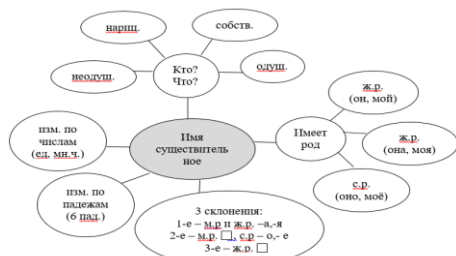 нариц.
собств.
неодуш.
Кто?
Что?
одуш.
ж.р.
(он, мой)
изм. по
числам
(ед, мн.ч.)
Имя
существитель
ное
Имеет
род
ж.р.
(она, моя)
изм. по
падежам
(6 пад.)
с.р.
(оно, моё)
3 склонения:
1-е – м.р и ж.р. –а,-я
2-е – м.р. □, с.р – о,- е
3-е – ж.р. □